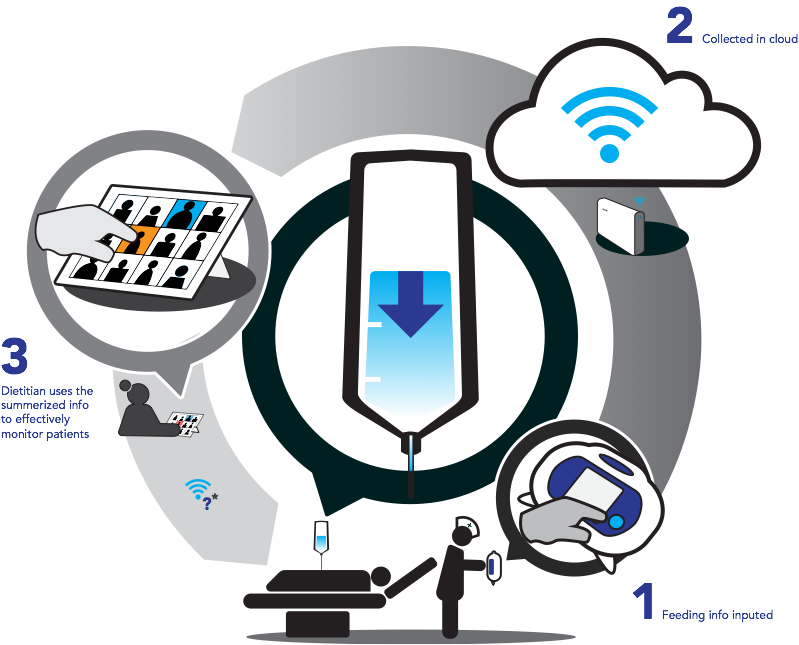 2 Collected in cloud
3
Dietitian uses the
summerized info
to effectively
monitor patients
?*
1 Feeding info inputed